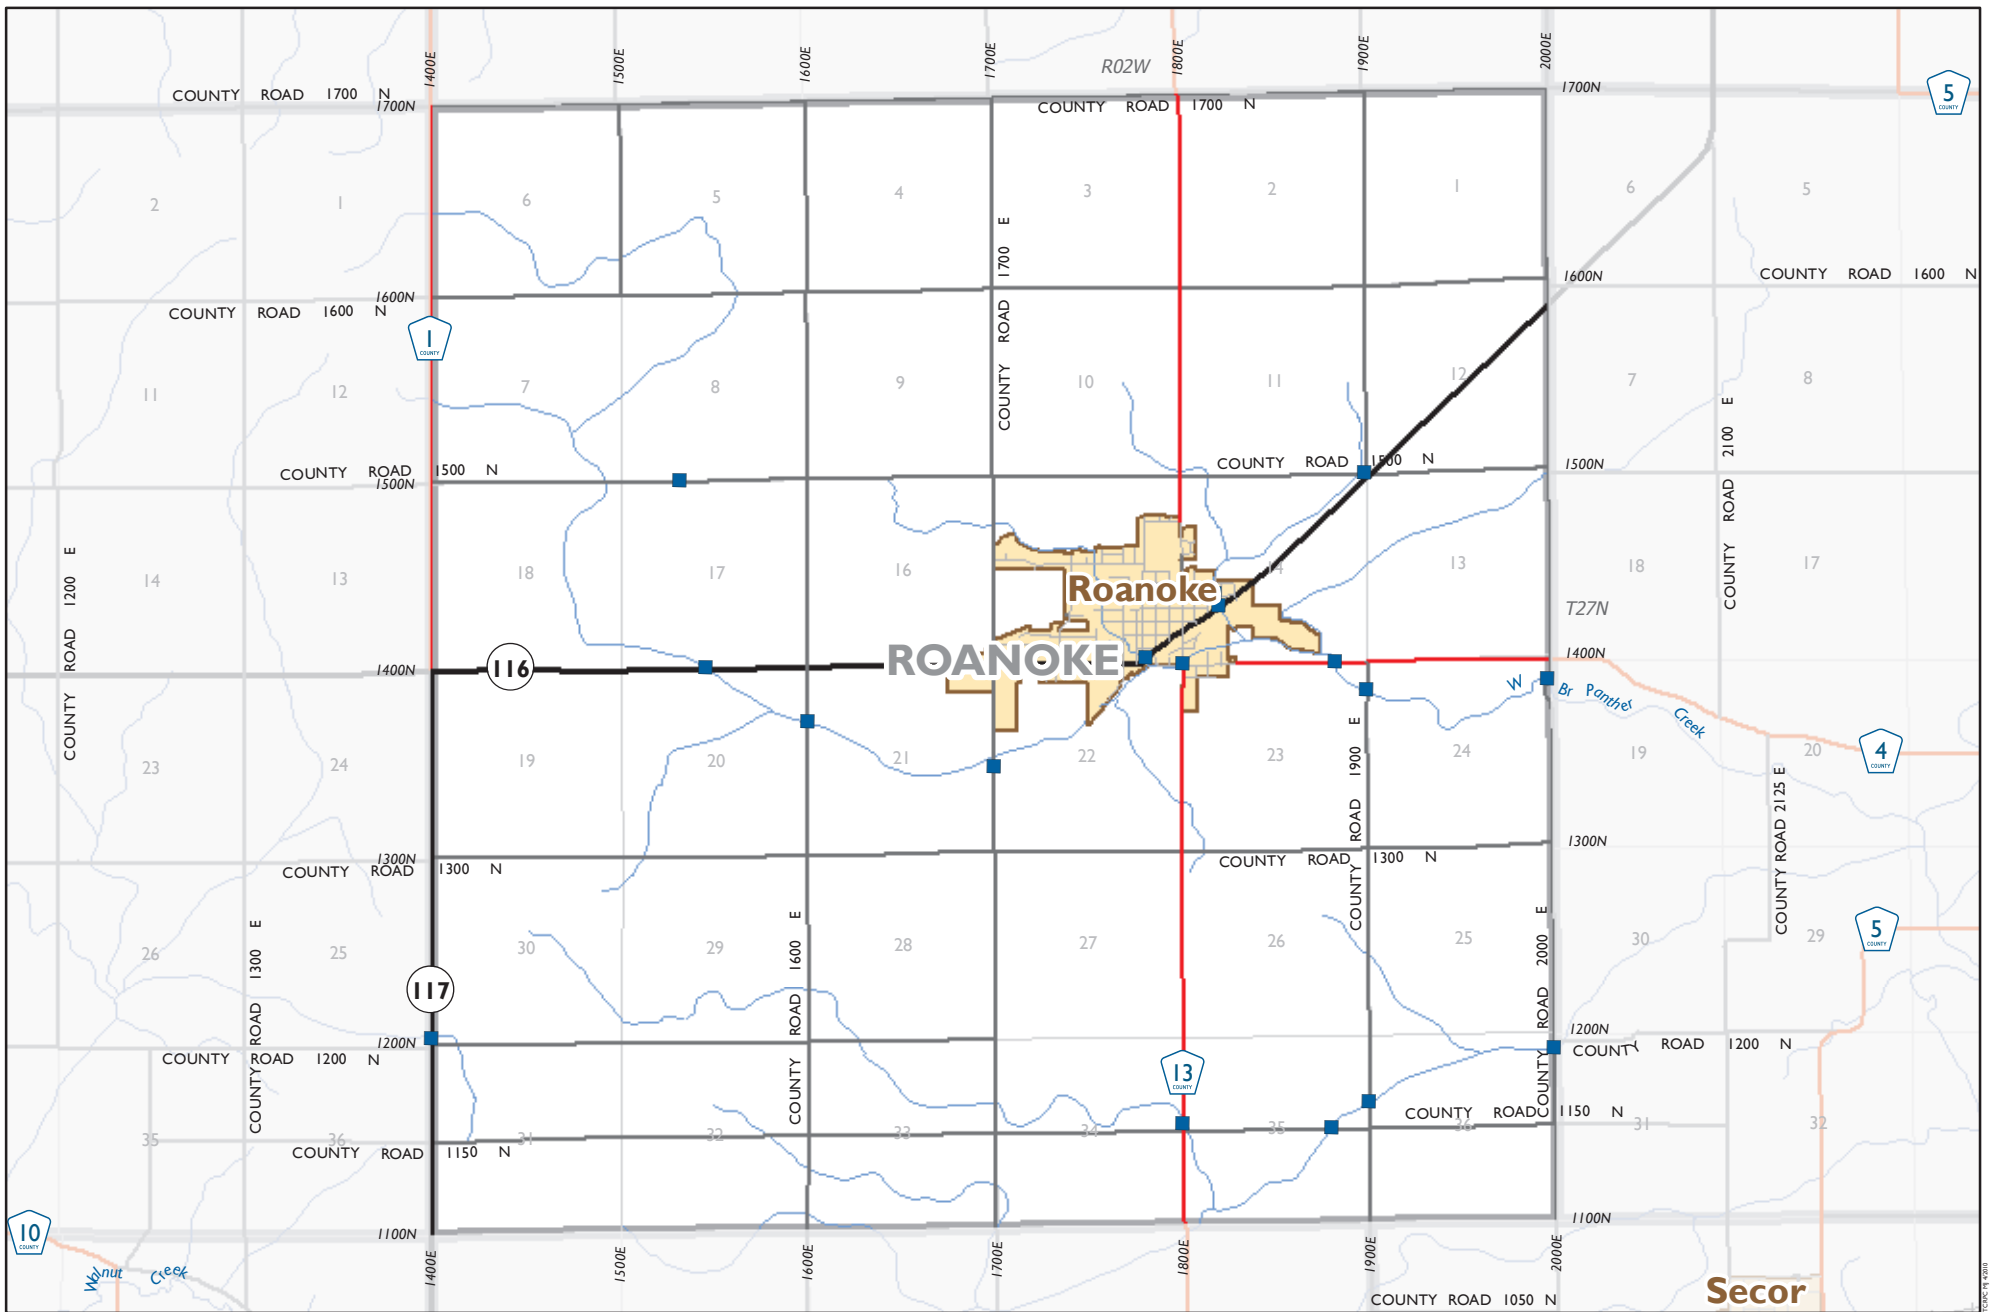 1400E
1500E
1600E
1700E
R02W
1800E
1900E
2000E
COUNTY ROAD 1700 N
1700N
COUNTY ROAD 1700 N
1700N
5
COUNTY
2
1
6
5
4
3
2
1
6
5
COUNTY ROAD 1700 E
COUNTY ROAD 1600 N
1600N
1600N
COUNTY ROAD 1600 N
1
COUNTY
11
12
7
8
9
10
11
12
7
8
COUNTY ROAD 2100 E
COUNTY ROAD 1500 N
1500N
COUNTY ROAD 1500 N
1500N
COUNTY ROAD 1200 E
14
13
18
17
16
14
13
18
17
Roanoke
T27N
1400N
116
ROANOKE
1400N
W Br Panther Creek
4
COUNTY
23
24
19
20
21
22
23
24
19
20
COUNTY ROAD 1900 E
COUNTY ROAD 2125 E
1300N
COUNTY ROAD 1300 N
COUNTY ROAD 1300 N
1300N
5
COUNTY
26
25
30
29
28
27
26
25
30
29
COUNTY ROAD 1300 E
COUNTY ROAD 1600 E
COUNTY ROAD 2000 E
117
1200N
COUNTY ROAD 1200 N
1200N
COUNTY ROAD 1200 N
13
COUNTY
COUNTY ROAD 1150 N
35
36
31
32
33
34
35
36
31
32
COUNTY ROAD 1150 N
10
COUNTY
1100N
1100N
Walnut Creek
1400E
1500E
1600E
1700E
1800E
1900E
2000E
COUNTY ROAD 1050 N
Secor